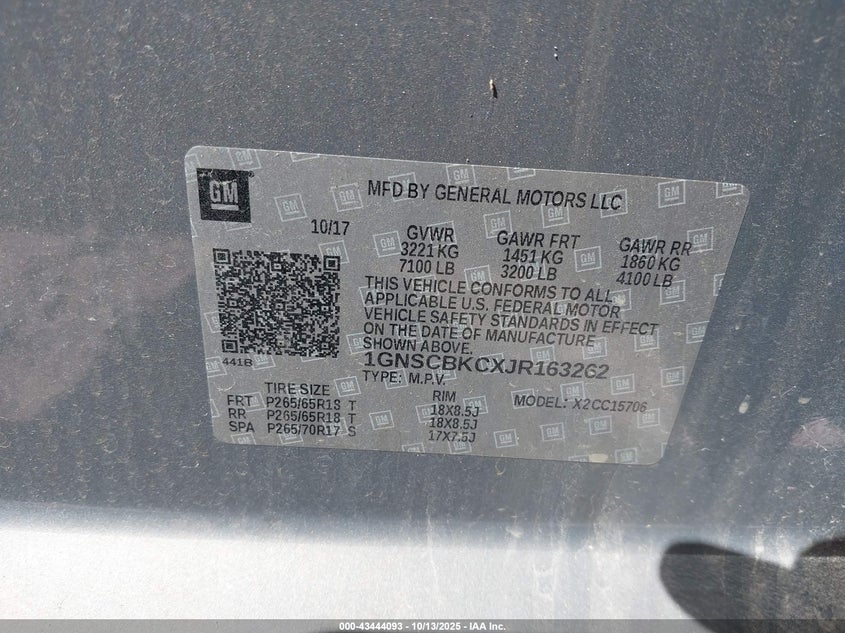 GM
MFD BY GENERAL MOTORS LLC
10/17
GVWR GAWR FRT GAWR RR
3221 KG 1451 KG 1860 KG
7100 LB 3200 LB 4100 LB
THIS VEHICLE CONFORMS TO ALL
APPLICABLE U.S. FEDERAL MOTOR
VEHICLE SAFETY STANDARDS IN EFFECT
ON THE DATE OF MANUFACTURE
SHOWN ABOVE.
441B
1GNSCBKCXJR163262
TYPE: M.P.V.
TIRE SIZE RIM MODEL: X2CC15706
FRT P265/65R18 T 18X8.5J
RR P265/65R18 T 18X8.5J
SPA P265/70R17 S 17X7.5J
000-43444093 - 10/13/2025 - IAA Inc.